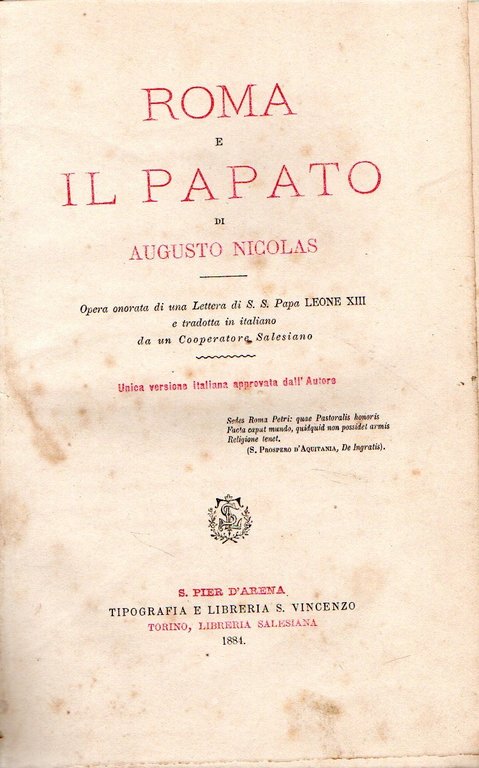 ROMA
E
IL PAPATO
DI
AUGUSTO NICOLAS
Opera onorata di una Lettera di S. S. Papa LEONE XIII
e tradotta in italiano
da un Cooperatore Salesiano
Unica versione italiana approvata dall'Autore
Sedes Roma Petri: quae Pastoralis honoris
Facta caput mundo, quidquid non possidet armis
Religione tenet.
(S. PROSPERO D'AQUITANIA, De Ingratis).
S. PIER D'ARENA
TIPOGRAFIA E LIBRERIA S. VINCENZO
TORINO, LIBRERIA SALESIANA
1884.